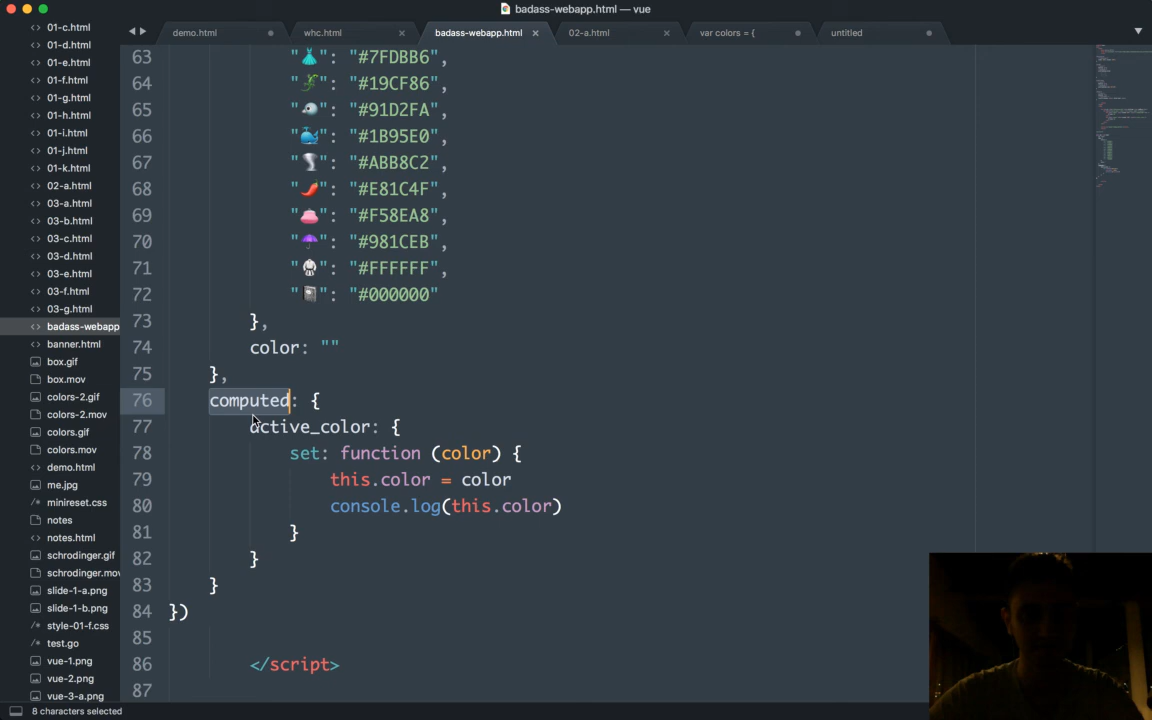 badass-webapp.html — vue
demo.html
whc.html
badass-webapp.html
02-a.html
var colors = {
untitled
01-c.html
01-d.html
01-e.html
01-f.html
01-g.html
01-h.html
01-i.html
01-j.html
01-k.html
02-a.html
03-a.html
03-b.html
03-c.html
03-d.html
03-e.html
03-f.html
03-g.html
badass-webapp
banner.html
box.gif
box.mov
colors-2.gif
colors-2.mov
colors.gif
colors.mov
demo.html
me.jpg
minireset.css
notes
notes.html
schrodinger.gif
schrodinger.mov
slide-1-a.png
slide-1-b.png
style-01-f.css
test.go
vue-1.png
vue-2.png
vue-3-a.png
63 "👗": "#7FDBB6",
64 "🦎": "#19CF86",
65 "🐦": "#91D2FA",
66 "🐳": "#1B95E0",
67 "🌪": "#ABB8C2",
68 "🌶": "#E81C4F",
69 "👛": "#F58EA8",
70 "☂": "#981CEB",
71 "🥋": "#FFFFFF",
72 "📓": "#000000"
73 },
74 color: ""
75 },
76 computed: {
77 active_color: {
78 set: function (color) {
79 this.color = color
80 console.log(this.color)
81 }
82 }
83 }
84 })
85
86 </script>
87
8 characters selected